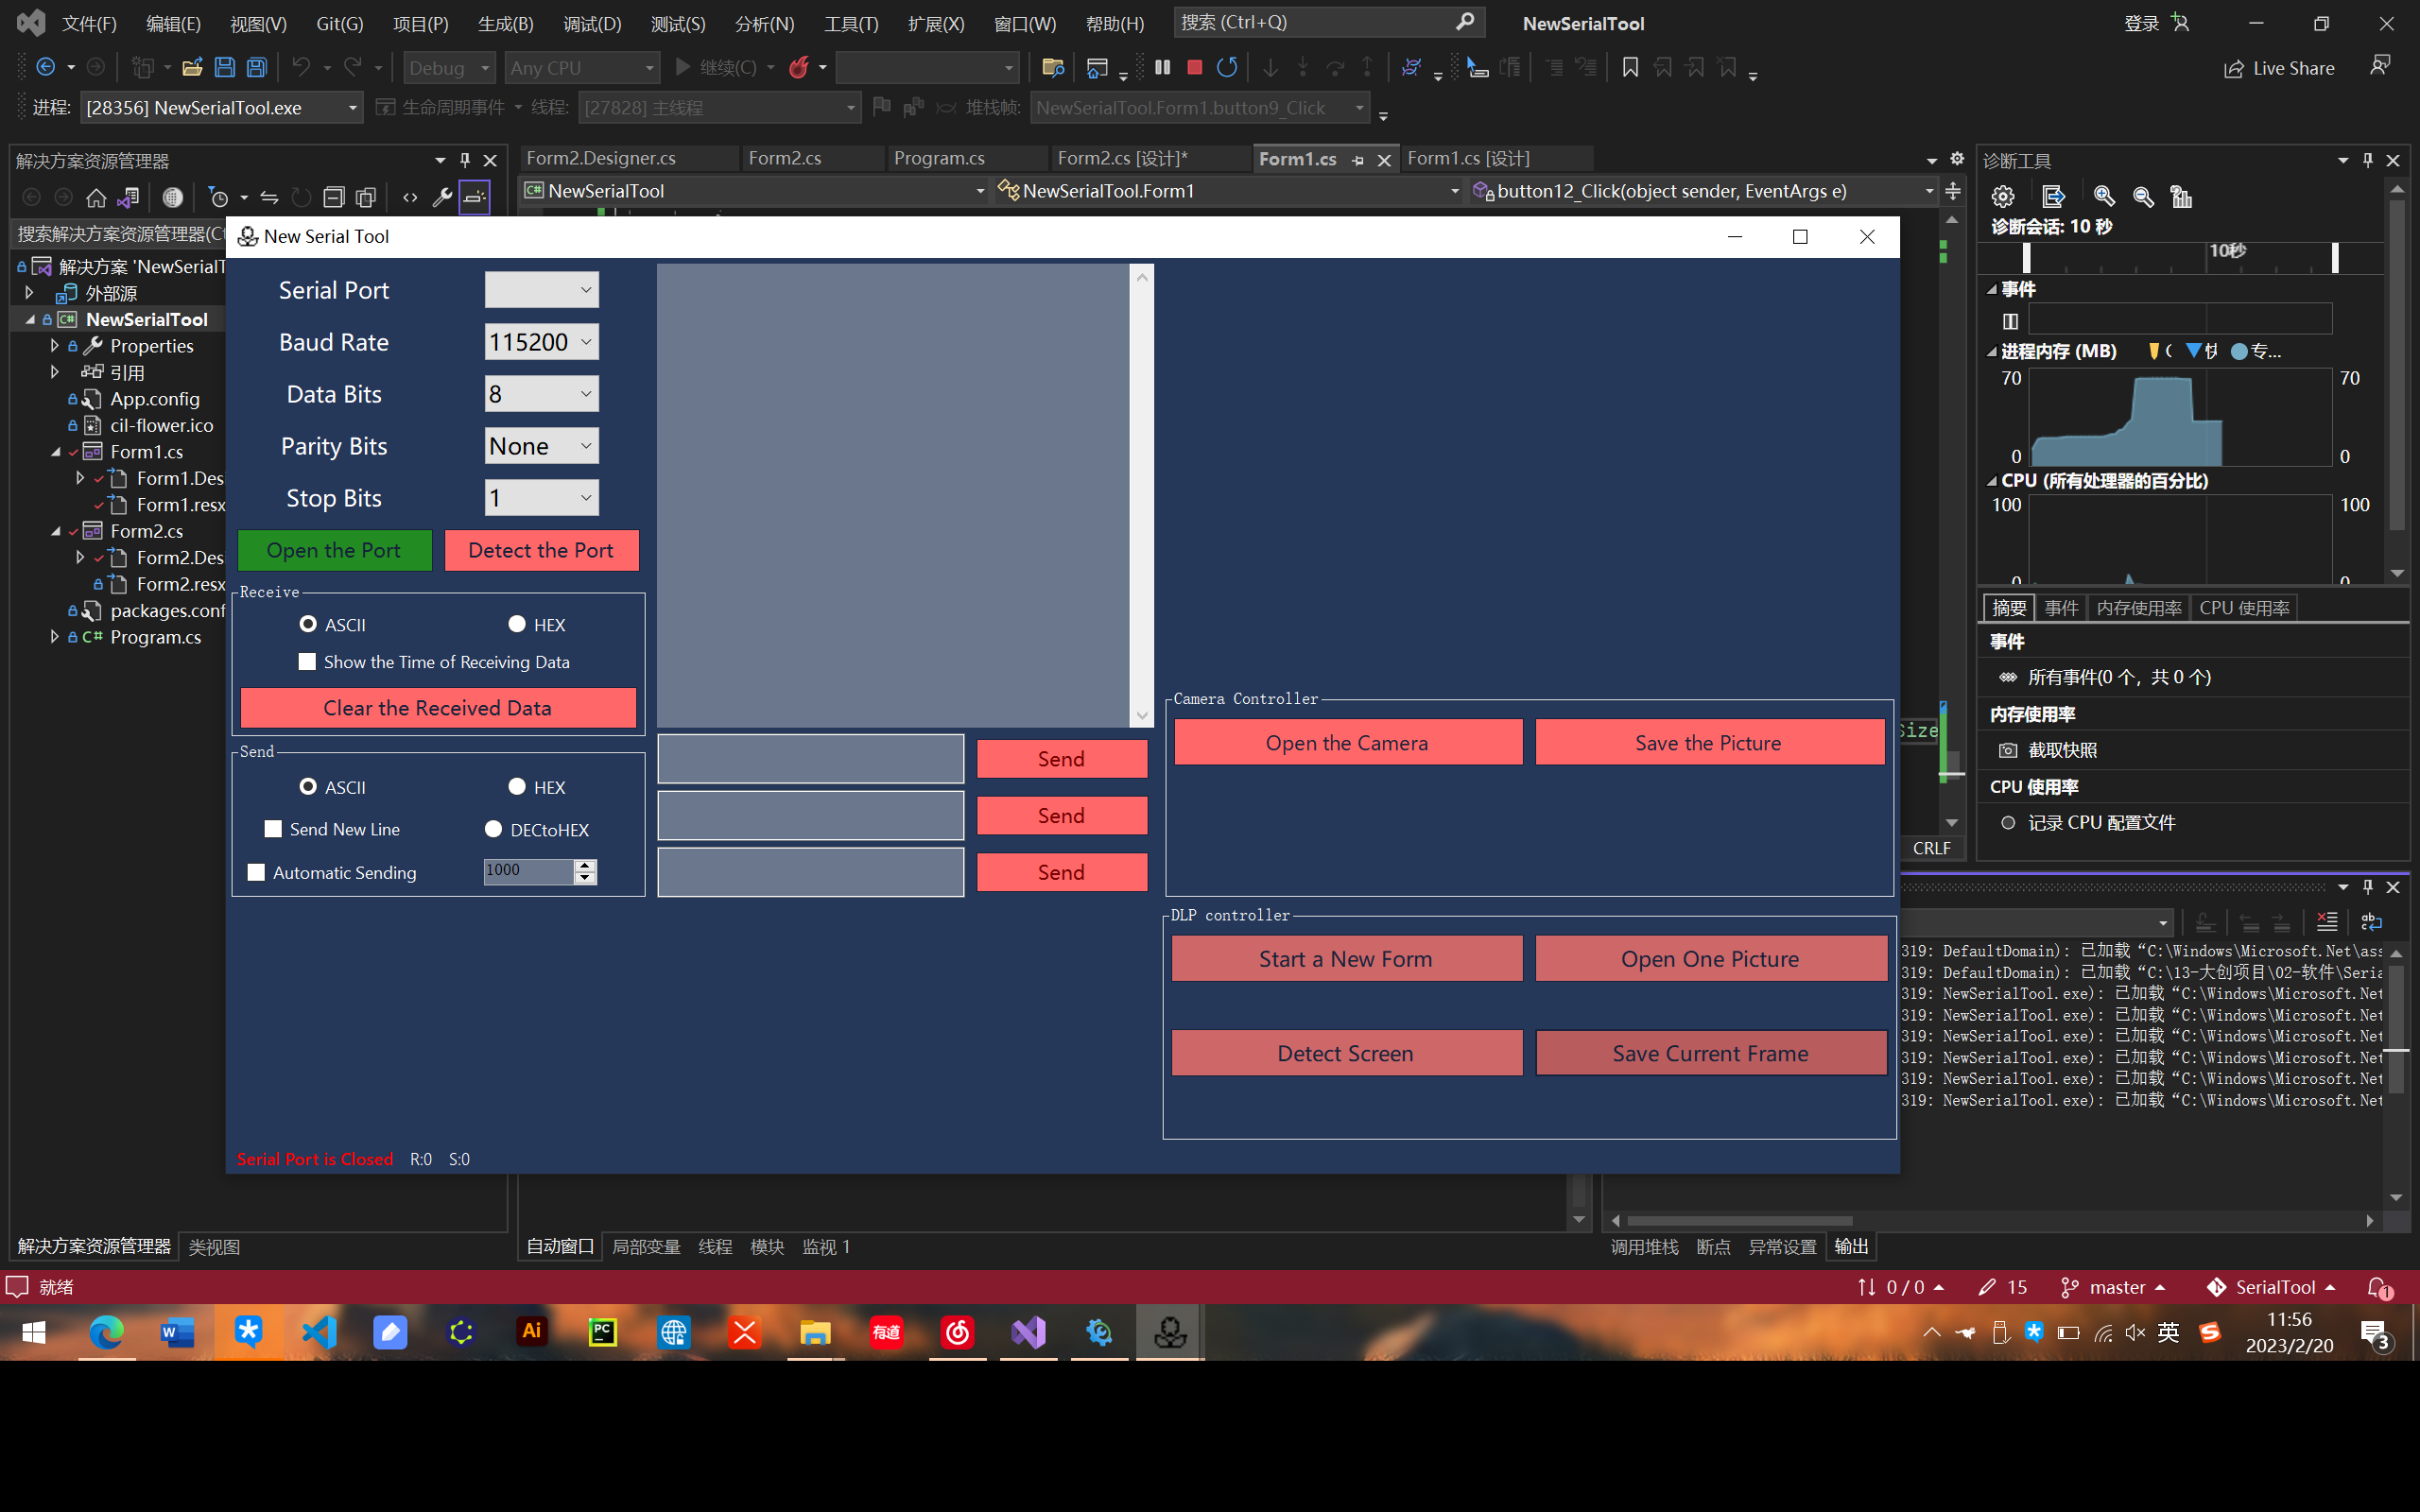 文件(F) 编辑(E) 视图(V) Git(G) 项目(P) 生成(B) 调试(D) 测试(S) 分析(N) 工具(T) 扩展(X) 窗口(W) 帮助(H) 搜索 (Ctrl+Q) NewSerialTool 登录
Debug Any CPU 继续(C) Live Share
进程: [28356] NewSerialTool.exe 生命周期事件 线程: [27828] 主线程 堆栈帧: NewSerialTool.Form1.button9_Click
解决方案资源管理器
搜索解决方案资源管理器(Ct
解决方案 'NewSerialT
外部源
NewSerialTool
Properties
引用
App.config
cil-flower.ico
Form1.cs
Form1.Des
Form1.resx
Form2.cs
Form2.Des
Form2.resx
packages.conf
C# Program.cs
Form2.Designer.cs Form2.cs Program.cs Form2.cs [设计]* Form1.cs Form1.cs [设计]
C# NewSerialTool NewSerialTool.Form1 button12_Click(object sender, EventArgs e)
New Serial Tool
Serial Port
Baud Rate 115200
Data Bits 8
Parity Bits None
Stop Bits 1
Open the Port Detect the Port
Receive
ASCII HEX
Show the Time of Receiving Data
Clear the Received Data
Send
ASCII HEX
Send New Line DECtoHEX
Automatic Sending 1000
Send
Send
Send
Camera Controller
Open the Camera Save the Picture
DLP controller
Start a New Form Open One Picture
Detect Screen Save Current Frame
Serial Port is Closed R:0 S:0
Size
CRLF
诊断工具
诊断会话: 10 秒
10秒
事件
进程内存 (MB) 专...
70 70
0 0
CPU (所有处理器的百分比)
100 100
0 0
摘要 事件 内存使用率 CPU 使用率
事件
所有事件(0 个，共 0 个)
内存使用率
截取快照
CPU 使用率
记录 CPU 配置文件
319: DefaultDomain): 已加载“C:\Windows\Microsoft.Net\ass
319: DefaultDomain): 已加载“C:\13-大创项目\02-软件\Seria
319: NewSerialTool.exe): 已加载“C:\Windows\Microsoft.Net
319: NewSerialTool.exe): 已加载“C:\Windows\Microsoft.Net
319: NewSerialTool.exe): 已加载“C:\Windows\Microsoft.Net
319: NewSerialTool.exe): 已加载“C:\Windows\Microsoft.Net
319: NewSerialTool.exe): 已加载“C:\Windows\Microsoft.Net
319: NewSerialTool.exe): 已加载“C:\Windows\Microsoft.Net
解决方案资源管理器 类视图
自动窗口 局部变量 线程 模块 监视 1
调用堆栈 断点 异常设置 输出
就绪 0 / 0 15 master SerialTool 1
W Ai PC 有道 英 S
11:56
2023/2/20
3